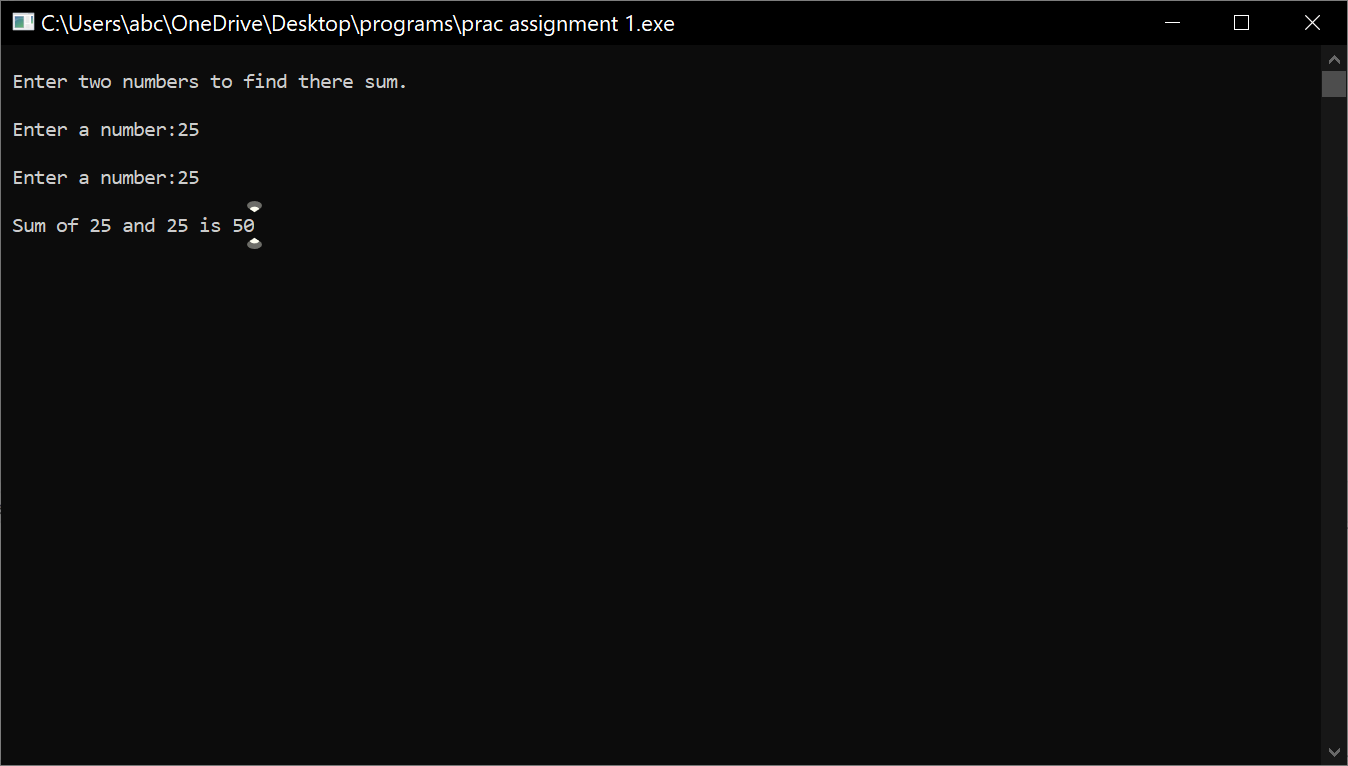 C:\Users\abc\OneDrive\Desktop\programs\prac assignment 1.exe
Enter two numbers to find there sum.
Enter a number:25
Enter a number:25
Sum of 25 and 25 is 50